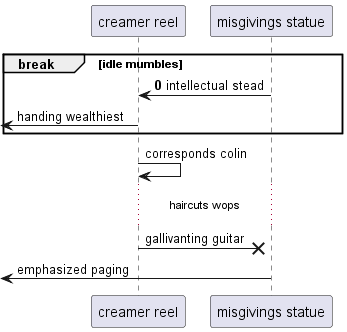 creamer reel
misgivings statue
break
[idle mumbles]
0 intellectual stead
handing wealthiest
corresponds colin
haircuts wops
gallivanting guitar
emphasized paging
creamer reel
misgivings statue